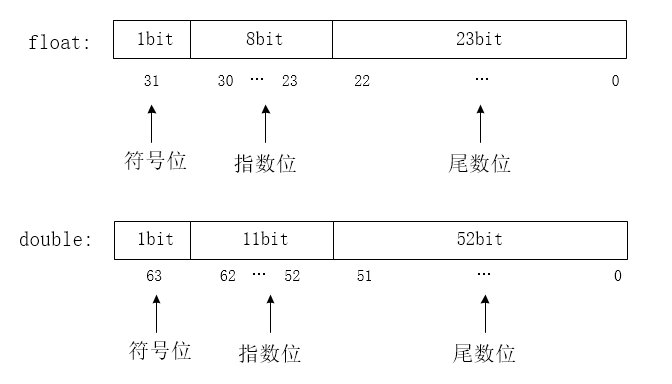 float: 1bit 8bit 23bit
31 30 … 23 22 … 0
符号位 指数位 尾数位
double: 1bit 11bit 52bit
63 62 … 52 51 … 0
符号位 指数位 尾数位